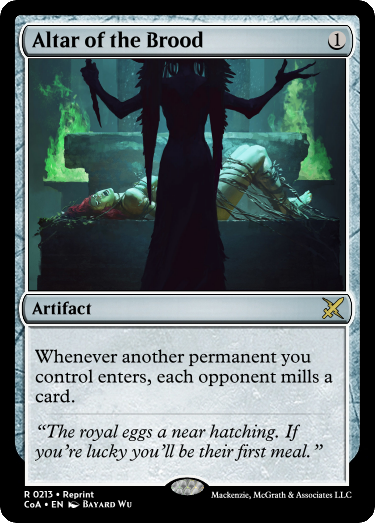 Altar of the Brood 1
Artifact
Whenever another permanent you
control enters, each opponent mills a
card.
“The royal eggs a near hatching. If
you’re lucky you’ll be their first meal.”
R 0213 • Reprint
CoA • EN Bayard Wu
Mackenzie, McGrath & Associates LLC